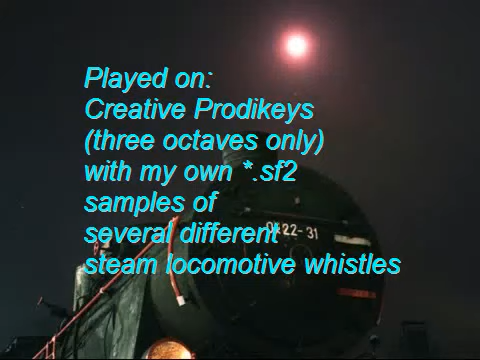 Played on:
Creative Prodikeys
(three octaves only)
with my own *.sf2
samples of
several different
steam locomotive whistles